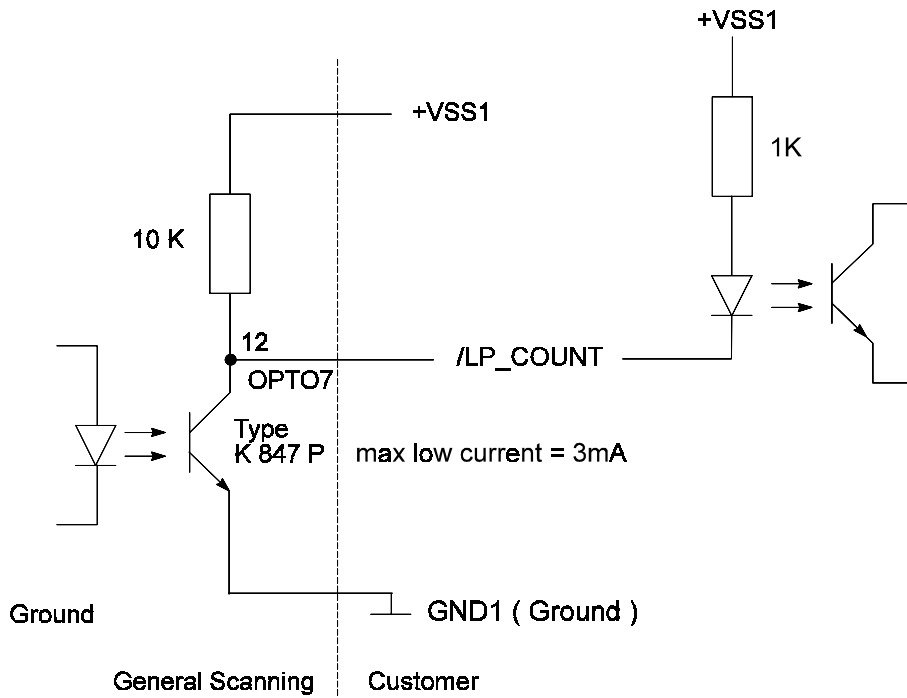 +VSS1
+VSS1
1K
10 K
12
/LP_COUNT
OPTO7
Type
K 847 P
max low current = 3mA
Ground
GND1 ( Ground )
General Scanning
Customer